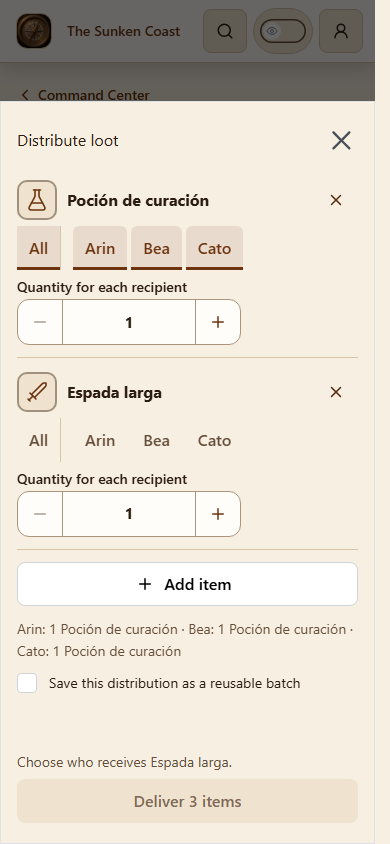 The Sunken Coast
Command Center
Distribute loot
Poción de curación
All Arin Bea Cato
Quantity for each recipient
1
Espada larga
All Arin Bea Cato
Quantity for each recipient
1
Add item
Arin: 1 Poción de curación · Bea: 1 Poción de curación ·
Cato: 1 Poción de curación
Save this distribution as a reusable batch
Choose who receives Espada larga.
Deliver 3 items